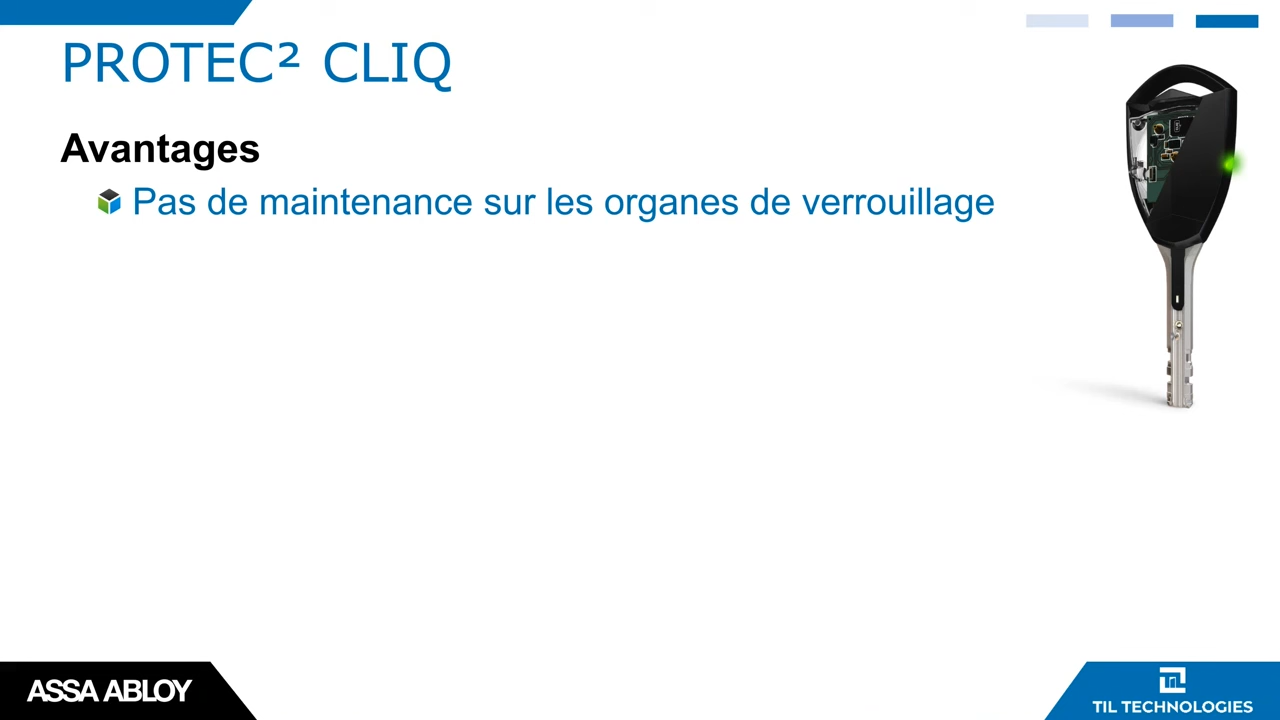 PROTEC² CLIQ
Avantages
Pas de maintenance sur les organes de verrouillage
ASSA ABLOY
TIL TECHNOLOGIES